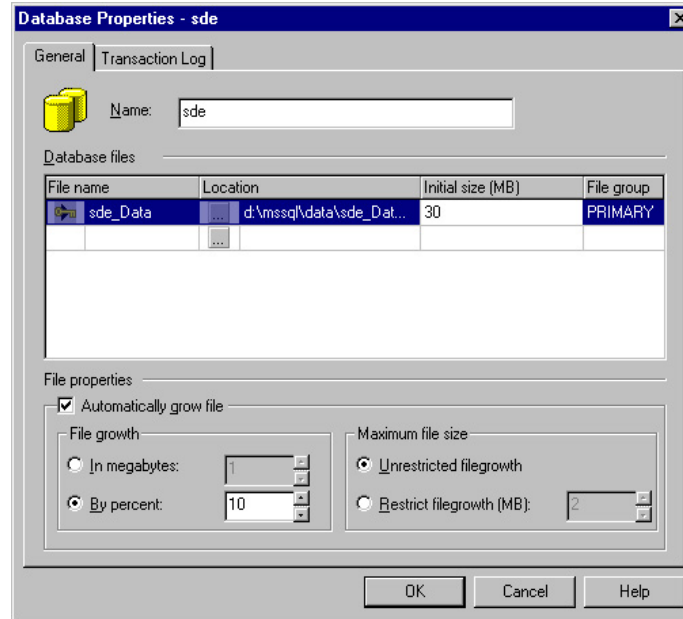 Database Properties - sde
General Transaction Log
Name: sde
Database files
File name Location Initial size (MB) File group
sde_Data ... d:\mssql\data\sde_Dat... 30 PRIMARY
...
File properties
Automatically grow file
File growth Maximum file size
In megabytes: 1 Unrestricted filegrowth
By percent: 10 Restrict filegrowth (MB): 2
OK Cancel Help